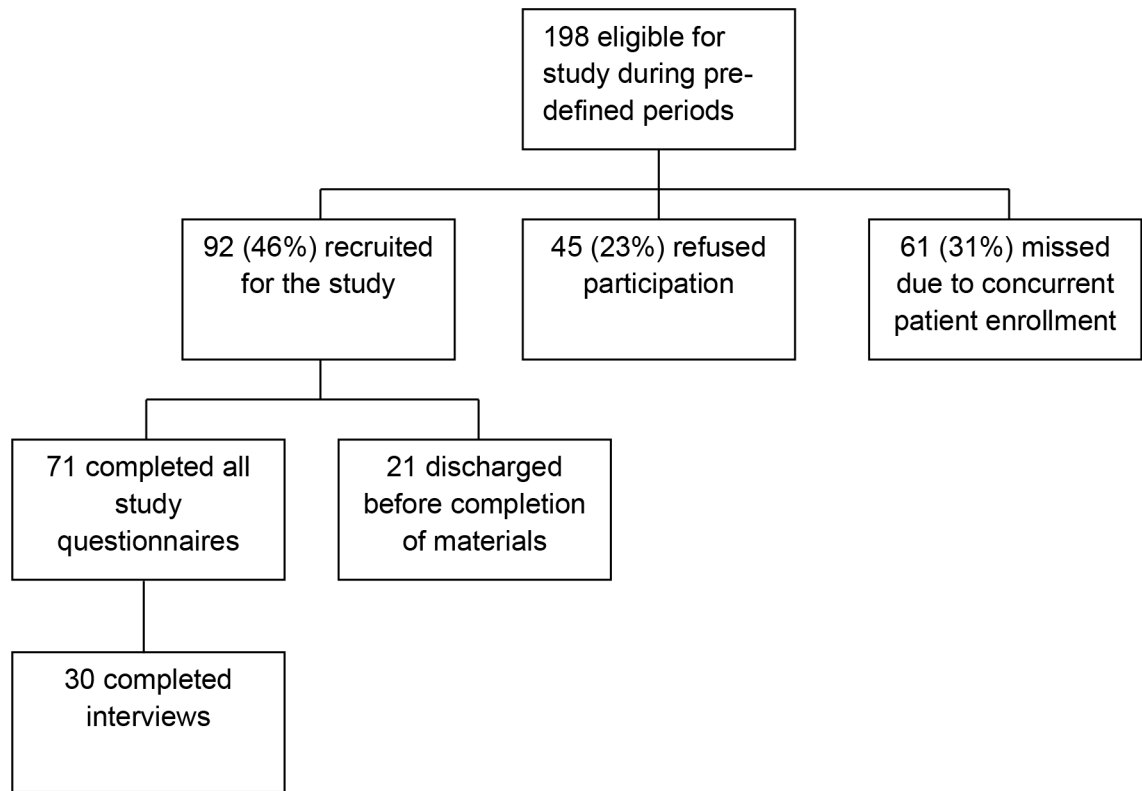 198 eligible for
study during pre-
defined periods
92 (46%) recruited
for the study
45 (23%) refused
participation
61 (31%) missed
due to concurrent
patient enrollment
71 completed all
study
questionnaires
21 discharged
before completion
of materials
30 completed
interviews